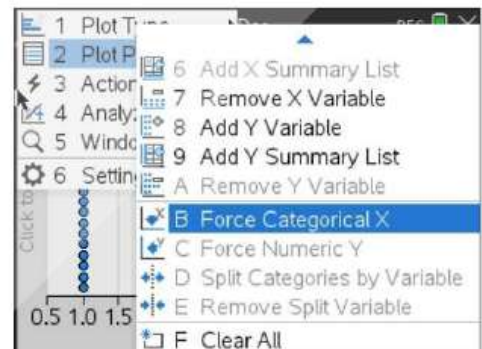 1 Plot
2 Plot P
3 Action
4 Analy
5 Windo
6 Settin
6 Add X Summary List
7 Remove X Variable
8 Add Y Variable
9 Add Y Summary List
A Remove Y Variable
B Force Categorical X
C Force Numeric Y
D Split Categories by Variable
E Remove Split Variable
F Clear All
Click to
0.5 1.0 1.5